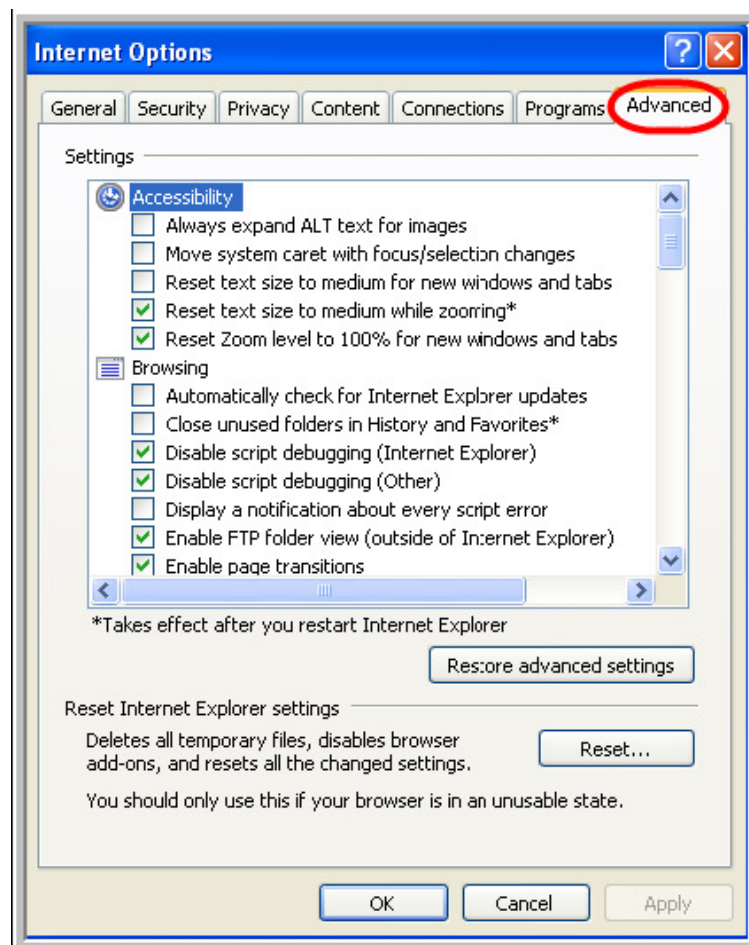 Internet Options
General Security Privacy Content Connections Programs Advanced
Settings
Accessibility
Always expand ALT text for images
Move system caret with focus/selection changes
Reset text size to medium for new windows and tabs
Reset text size to medium while zooming*
Reset Zoom level to 100% for new windows and tabs
Browsing
Automatically check for Internet Explorer updates
Close unused folders in History and Favorites*
Disable script debugging (Internet Explorer)
Disable script debugging (Other)
Display a notification about every script error
Enable FTP folder view (outside of Internet Explorer)
Enable page transitions
*Takes effect after you restart Internet Explorer
Restore advanced settings
Reset Internet Explorer settings
Deletes all temporary files, disables browser
add-ons, and resets all the changed settings.
Reset...
You should only use this if your browser is in an unusable state.
OK Cancel Apply